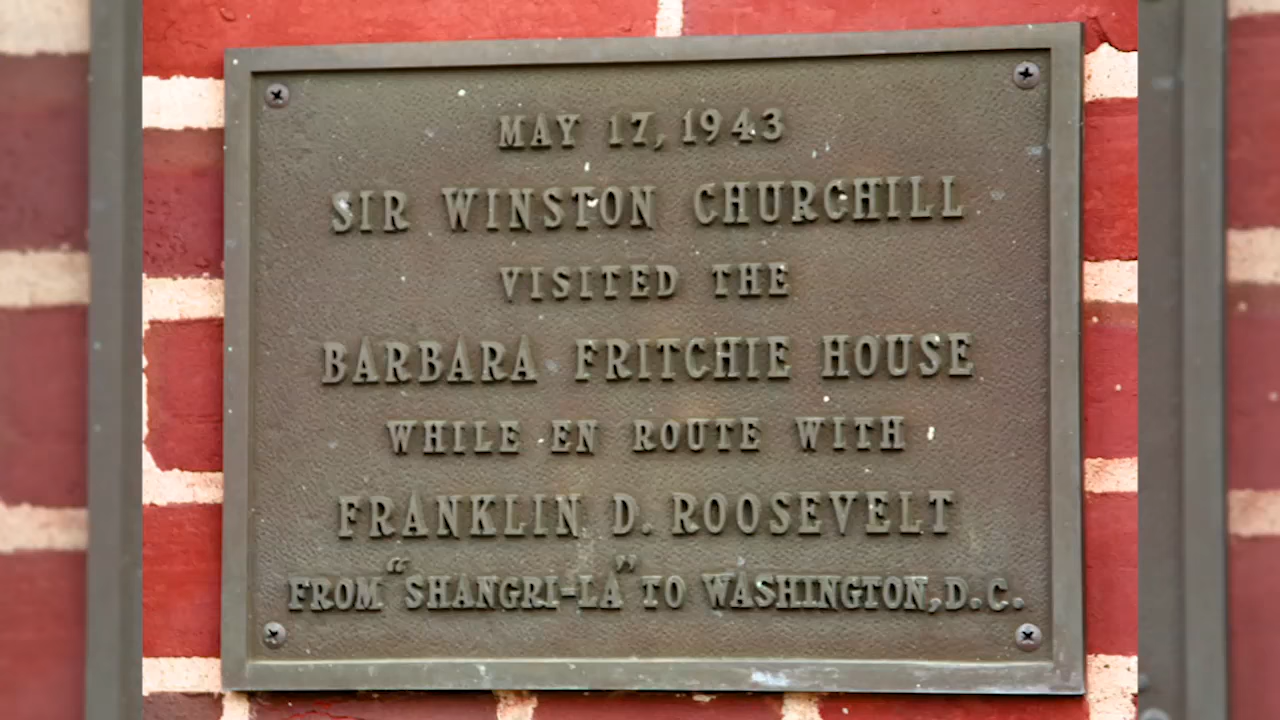 MAY 17, 1943
SIR WINSTON CHURCHILL
VISITED THE
BARBARA FRITCHIE HOUSE
WHILE EN ROUTE WITH
FRANKLIN D. ROOSEVELT
FROM "SHANGRI-LA" TO WASHINGTON, D.C.